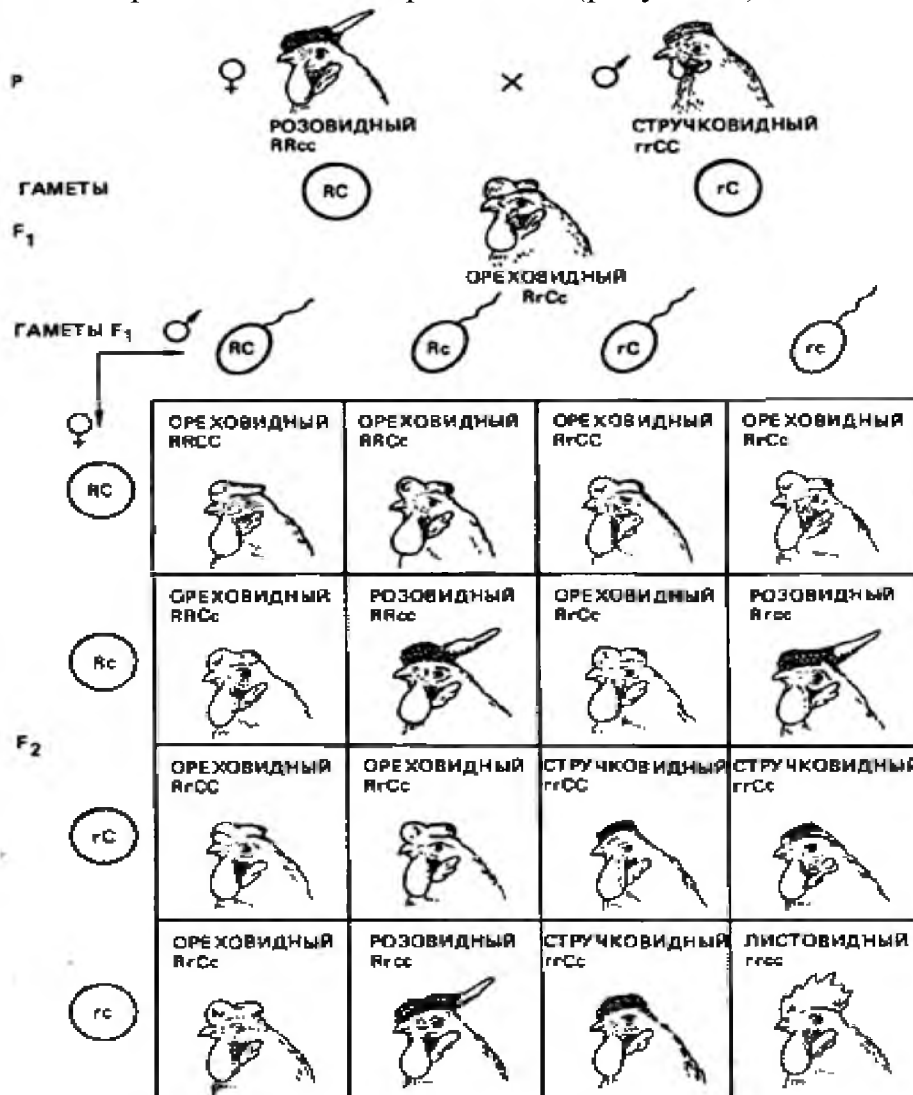 P ♀ × ♂
РОЗОВИДНЫЙ СТРУЧКОВИДНЫЙ
RRcc rrCC
ГАМЕТЫ RC rC
F₁
ОРЕХОВИДНЫЙ
RrCc
ГАМЕТЫ F₁ ♂ RC Rc rC rc
♀
ОРЕХОВИДНЫЙ ОРЕХОВИДНЫЙ ОРЕХОВИДНЫЙ ОРЕХОВИДНЫЙ
RRCC RRCc RrCC RrCc
RC
ОРЕХОВИДНЫЙ РОЗОВИДНЫЙ ОРЕХОВИДНЫЙ РОЗОВИДНЫЙ
RRCc RRcc RrCc Rrcc
Rc
F₂
ОРЕХОВИДНЫЙ ОРЕХОВИДНЫЙ СТРУЧКОВИДНЫЙ СТРУЧКОВИДНЫЙ
RrCC RrCc rrCC rrCc
rC
ОРЕХОВИДНЫЙ РОЗОВИДНЫЙ СТРУЧКОВИДНЫЙ ЛИСТОВИДНЫЙ
RrCc Rrcc rrCc rrcc
rc